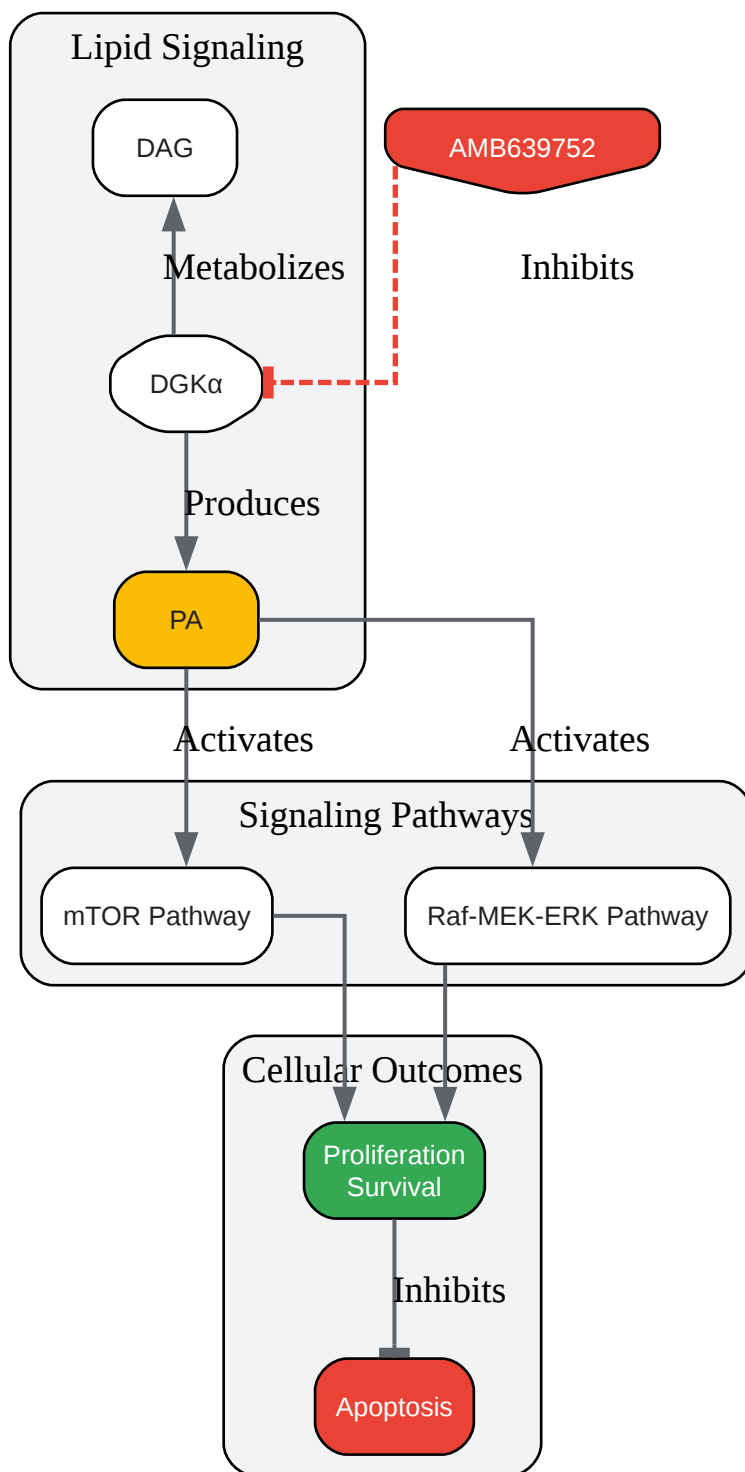 Lipid Signaling
DAG
AMB639752
Metabolizes
Inhibits
DGKα
Produces
PA
Activates
Activates
Signaling Pathways
mTOR Pathway
Raf-MEK-ERK Pathway
Cellular Outcomes
Proliferation
Survival
Inhibits
Apoptosis